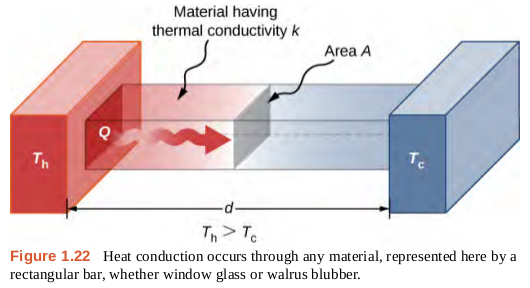 Material having
thermal conductivity k
Area A
Q
Th
Tc
d
Th > Tc
Figure 1.22 Heat conduction occurs through any material, represented here by a
rectangular bar, whether window glass or walrus blubber.